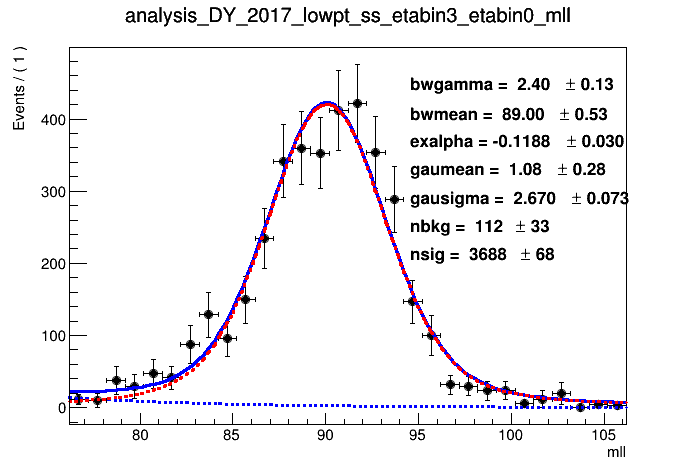 analysis_DY_2017_lowpt_ss_etabin3_etabin0_mll
Events / ( 1 )
bwgamma = 2.40 ± 0.13
bwmean = 89.00 ± 0.53
exalpha = -0.1188 ± 0.030
gaumean = 1.08 ± 0.28
gausigma = 2.670 ± 0.073
nbkg = 112 ± 33
nsig = 3688 ± 68
400
300
200
100
0
80 85 90 95 100 105
mll